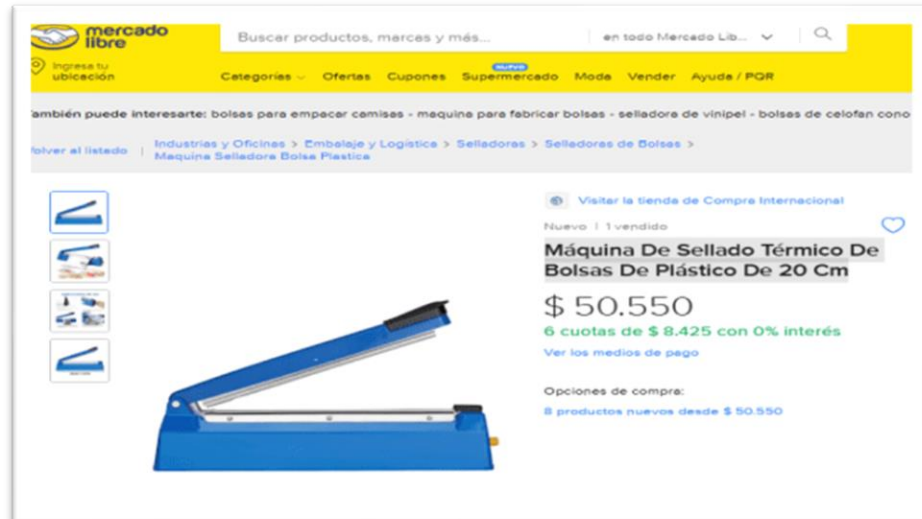 mercado
libre
Buscar productos, marcas y más...
en todo Mercado Lib...
Ingresa tu
ubicación
NUEVO
Categorías Ofertas Cupones Supermercado Moda Vender Ayuda / PQR
También puede interesarte: bolsas para empacar camisas - maquina para fabricar bolsas - selladora de vinipel - bolsas de celofan cono
Volver al listado | Industrias y Oficinas > Embalaje y Logística > Selladoras > Selladoras de Bolsas >
Maquina Selladora Bolsa Plastica
Visitar la tienda de Compra Internacional
Nuevo | 1 vendido
Máquina De Sellado Térmico De
Bolsas De Plástico De 20 Cm
$ 50.550
6 cuotas de $ 8.425 con 0% interés
Ver los medios de pago
Opciones de compra:
8 productos nuevos desde $ 50.550